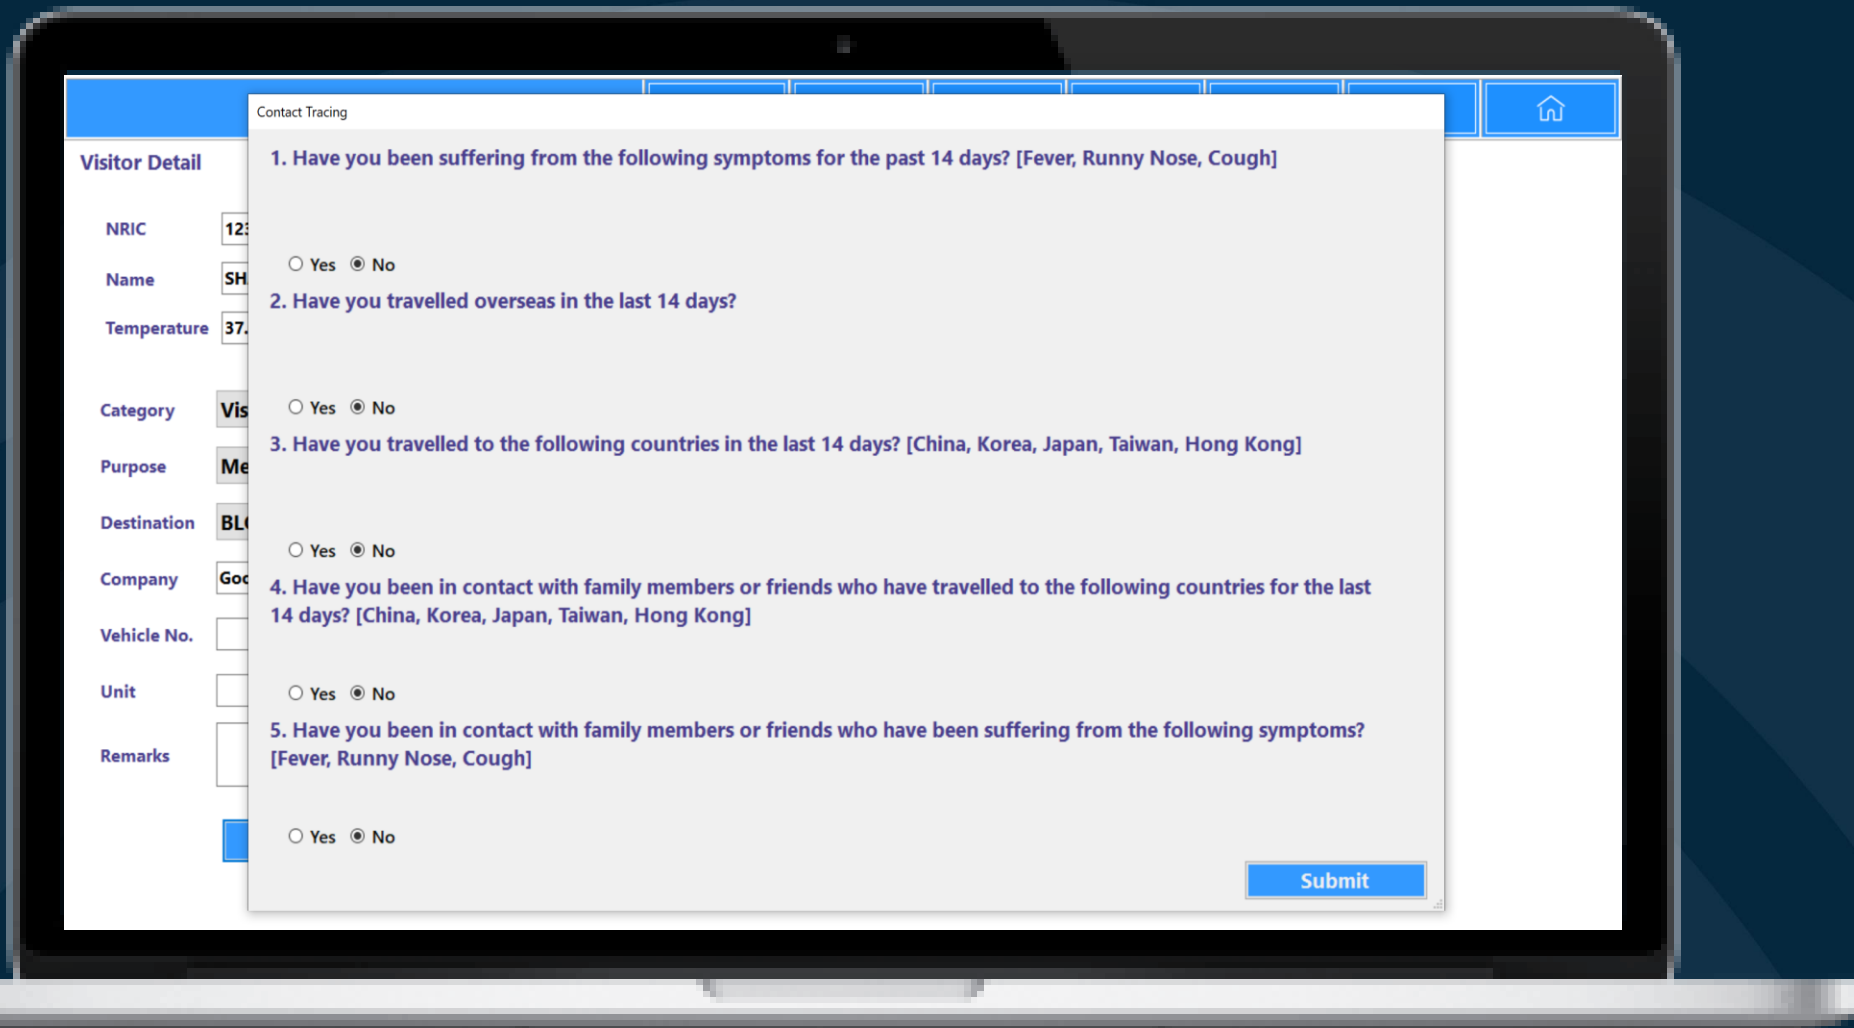 Contact Tracing
Visitor Detail
1. Have you been suffering from the following symptoms for the past 14 days? [Fever, Runny Nose, Cough]
NRIC
Yes No
Name
2. Have you travelled overseas in the last 14 days?
Temperature 37.
Category
Yes No
3. Have you travelled to the following countries in the last 14 days? [China, Korea, Japan, Taiwan, Hong Kong]
Purpose
Destination
Yes No
Company
4. Have you been in contact with family members or friends who have travelled to the following countries for the last
14 days? [China, Korea, Japan, Taiwan, Hong Kong]
Vehicle No.
Unit
Yes No
5. Have you been in contact with family members or friends who have been suffering from the following symptoms?
[Fever, Runny Nose, Cough]
Remarks
Yes No
Submit